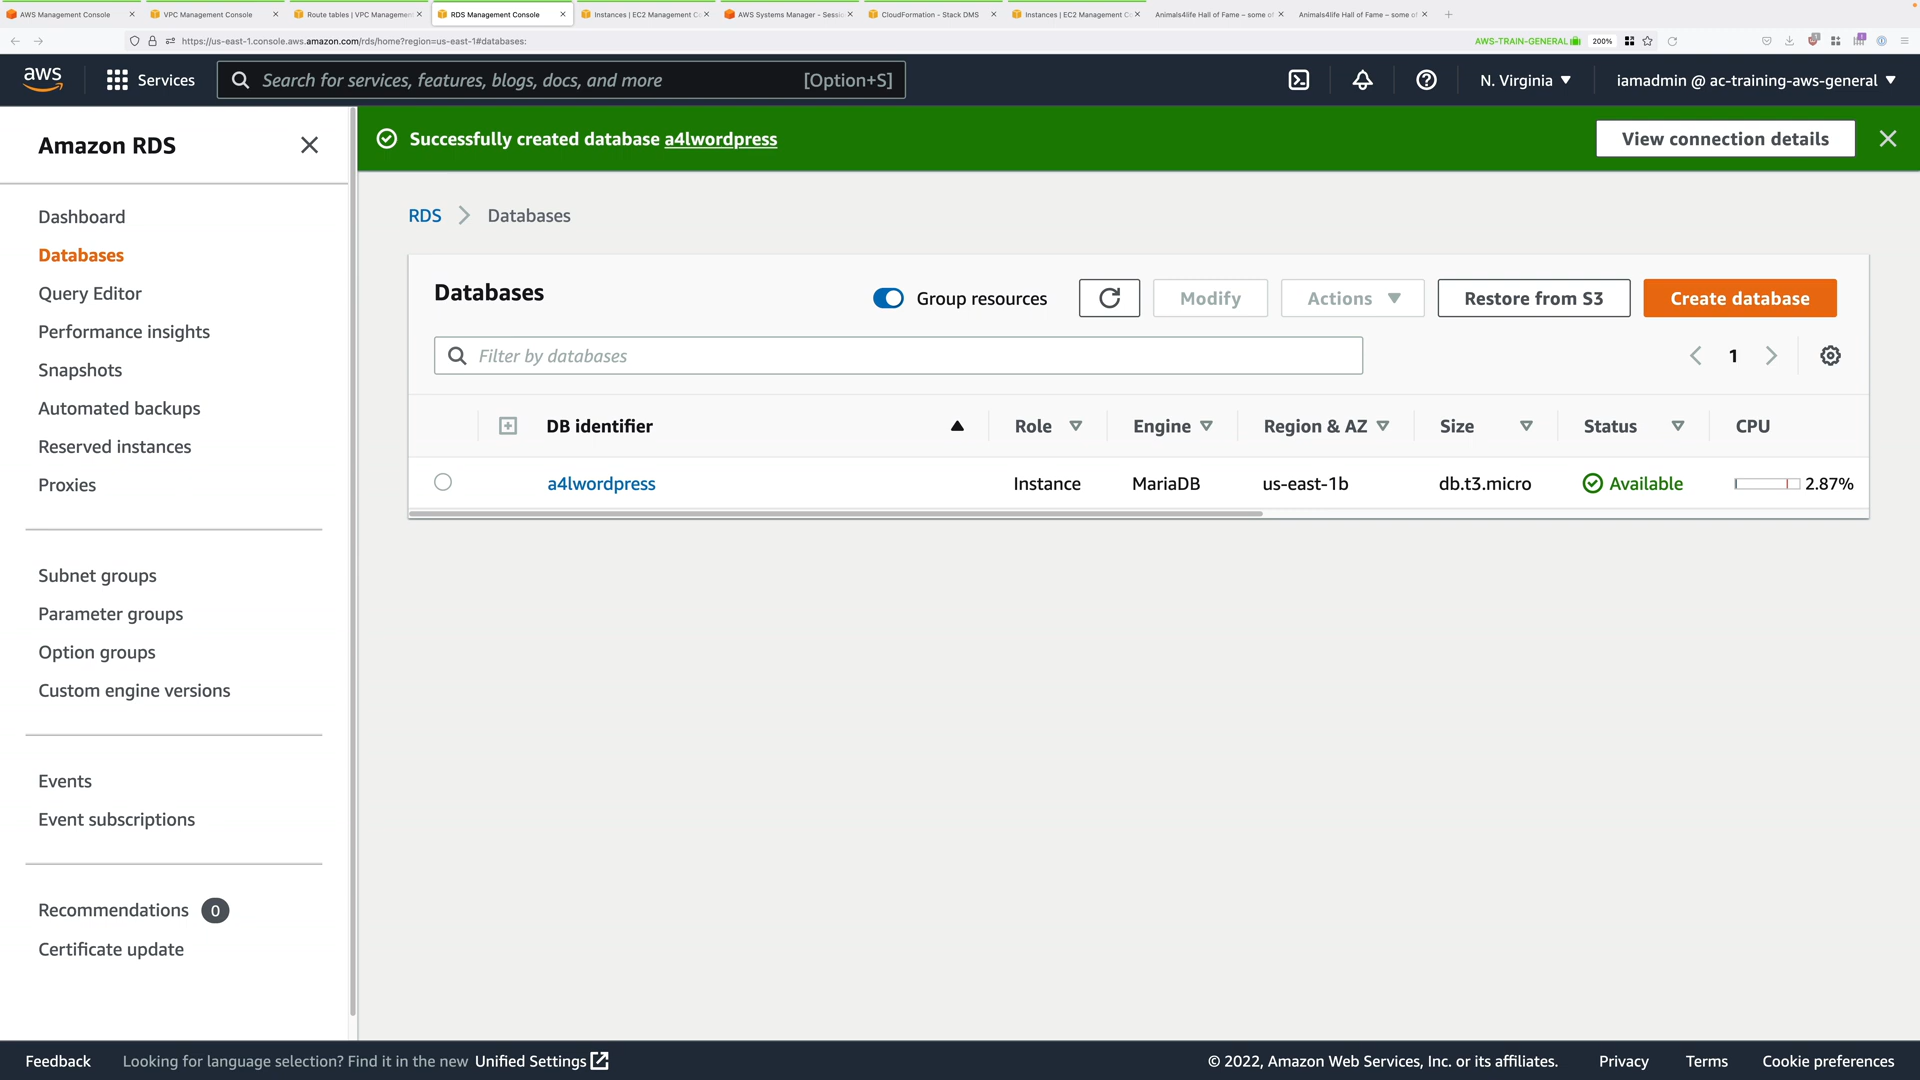 AWS Management Console
VPC Management Console
Route tables | VPC Management
RDS Management Console
Instances | EC2 Management Co
AWS Systems Manager - Sessi
CloudFormation - Stack DMS
Instances | EC2 Management C
Animals4life Hall of Fame – some of
Animals4life Hall of Fame – some of
https://us-east-1.console.aws.amazon.com/rds/home?region=us-east-1#databases:
AWS-TRAIN-GENERAL
200%
aws
Services
Search for services, features, blogs, docs, and more
[Option+S]
N. Virginia
iamadmin @ ac-training-aws-general
Amazon RDS
Dashboard
Databases
Query Editor
Performance insights
Snapshots
Automated backups
Reserved instances
Proxies
Subnet groups
Parameter groups
Option groups
Custom engine versions
Events
Event subscriptions
Recommendations 0
Certificate update
Successfully created database a4lwordpress
View connection details
RDS > Databases
Databases
Group resources
Modify
Actions
Restore from S3
Create database
Filter by databases
1
DB identifier Role Engine Region & AZ Size Status CPU
a4lwordpress Instance MariaDB us-east-1b db.t3.micro Available 2.87%
Feedback
Looking for language selection? Find it in the new Unified Settings
© 2022, Amazon Web Services, Inc. or its affiliates.
Privacy
Terms
Cookie preferences